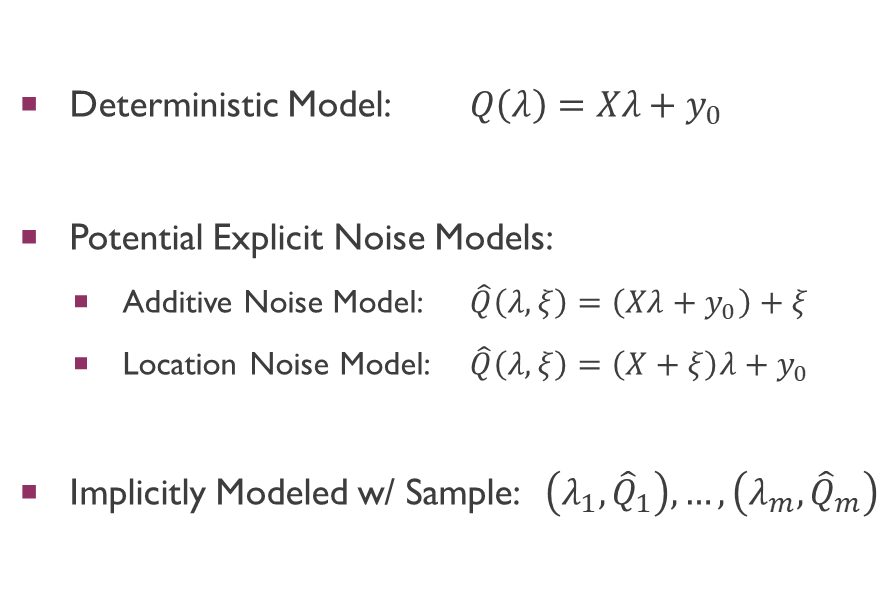 ▪ Deterministic Model: Q(λ) = Xλ + y₀
▪ Potential Explicit Noise Models:
▪ Additive Noise Model: Q̂(λ, ξ) = (Xλ + y₀) + ξ
▪ Location Noise Model: Q̂(λ, ξ) = (X + ξ)λ + y₀
▪ Implicitly Modeled w/ Sample: (λ₁, Q̂₁), … , (λₘ, Q̂ₘ)